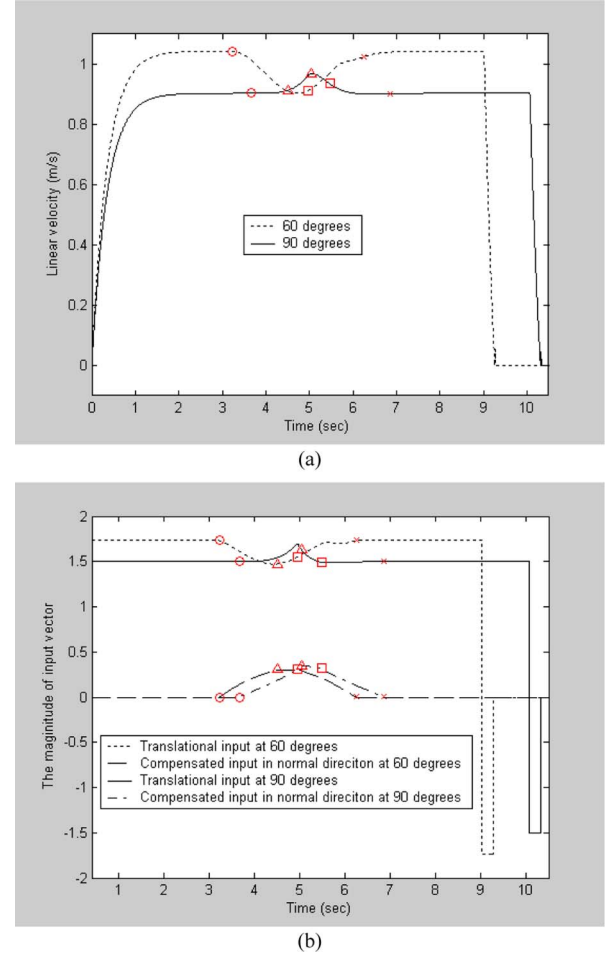 1
0.8
0.6
0.4
0.2
0
Linear velocity (m/s)
60 degrees
90 degrees
0 1 2 3 4 5 6 7 8 9 10
Time (sec)
(a)
2
1.5
1
0.5
0
-0.5
-1
-1.5
-2
The maginitude of input vector
Translational input at 60 degrees
Compensated input in normal direciton at 60 degrees
Translational input at 90 degrees
Compensated input in normal direciton at 90 degrees
1 2 3 4 5 6 7 8 9 10
Time (sec)
(b)